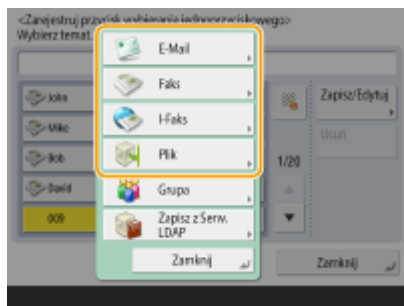 <Zarejestruj przycisk wybierania jednoprzyciskowego>
Wybierz temat.
E-Mail
Faks
I-Faks
Plik
Grupa
Zapisz z Serw.
LDAP
Zamknij
John
Mike
Bob
David
009
Zapisz/Edytuj
Usuń
1/20
Zamknij